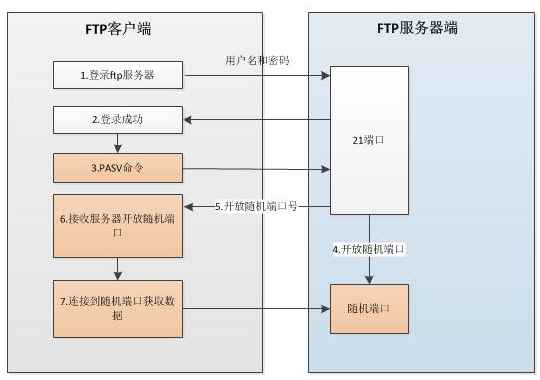 FTP客户端
FTP服务器端
用户名和密码
1.登录ftp服务器
2.登录成功
21端口
3.PASV命令
5.开放随机端口号
6.接收服务器开放随机端
口
4.开放随机端口
7.连接到随机端口获取数
据
随机端口